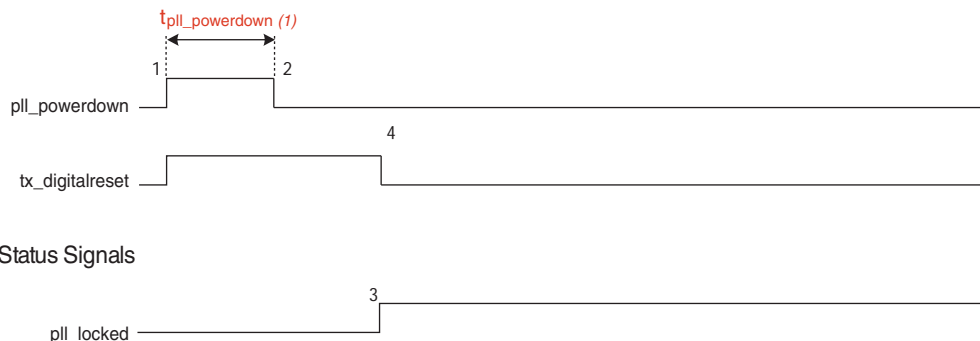 tpll_powerdown (1)
1 2
pll_powerdown
4
tx_digitalreset
Status Signals
3
pll_locked